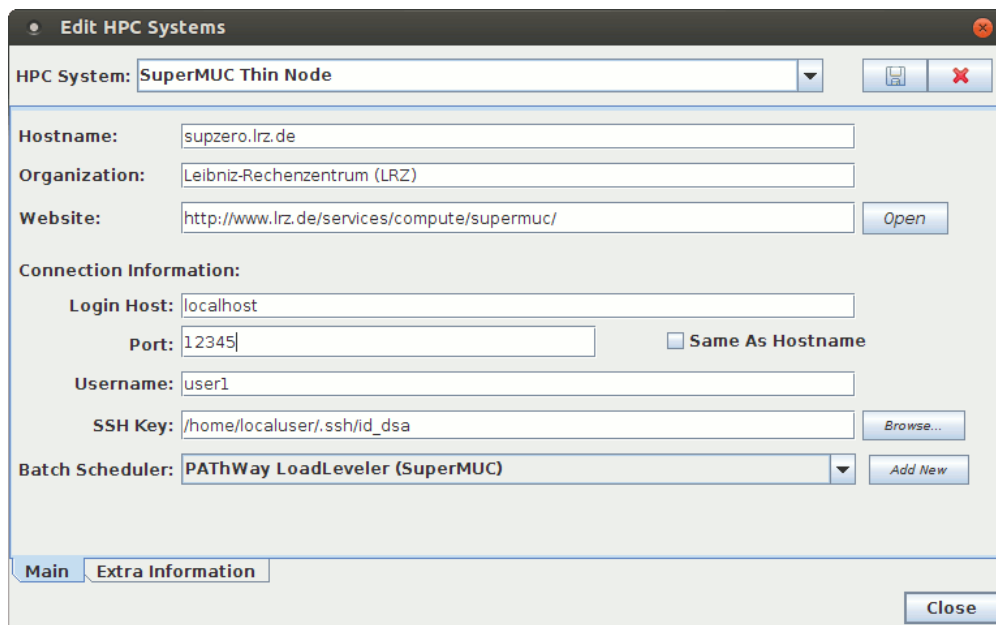 Edit HPC Systems
HPC System: SuperMUC Thin Node
Hostname: supzero.lrz.de
Organization: Leibniz-Rechenzentrum (LRZ)
Website: http://www.lrz.de/services/compute/supermuc/ Open
Connection Information:
Login Host: localhost
Port: 12345 Same As Hostname
Username: user1
SSH Key: /home/localuser/.ssh/id_dsa Browse...
Batch Scheduler: PAThWay LoadLeveler (SuperMUC) Add New
Main Extra Information
Close